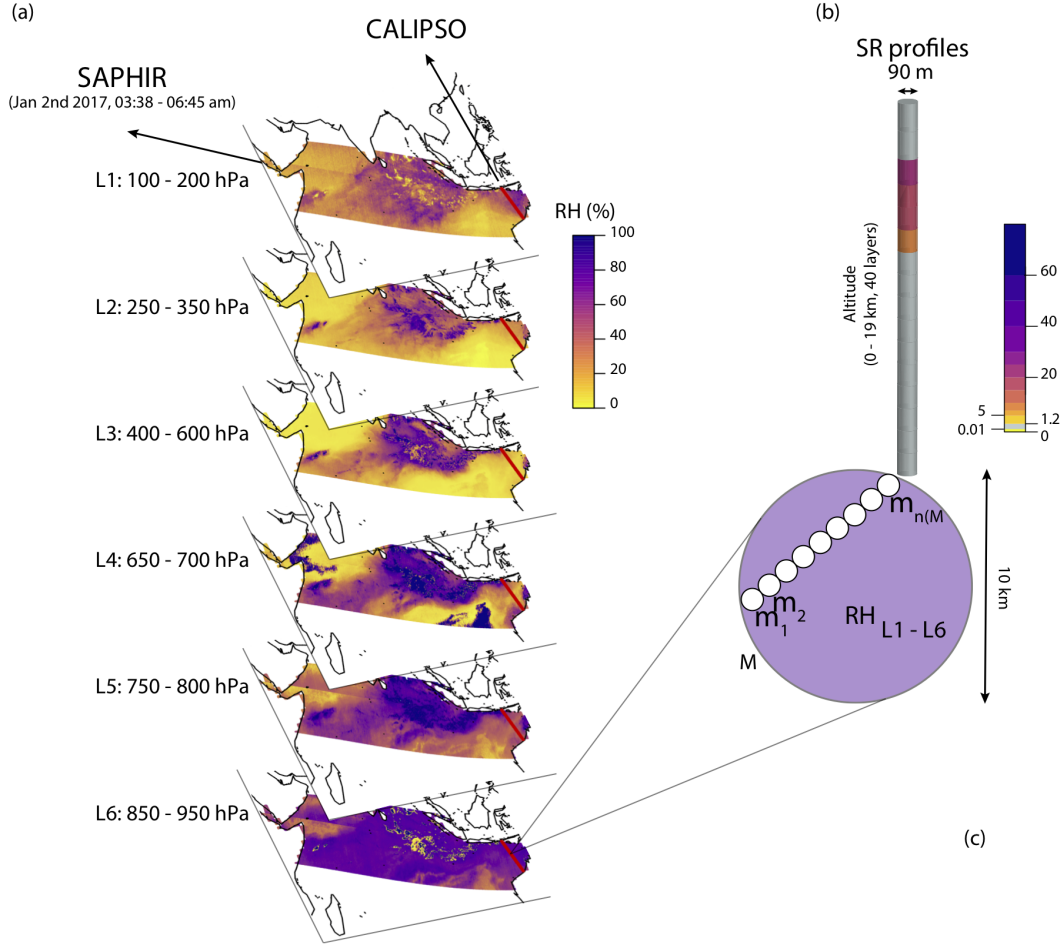 (a)
(b)
CALIPSO
SR profiles
90 m
SAPHIR
(Jan 2nd 2017, 03:38 - 06:45 am)
L1: 100 - 200 hPa
L2: 250 - 350 hPa
L3: 400 - 600 hPa
L4: 650 - 700 hPa
L5: 750 - 800 hPa
L6: 850 - 950 hPa
RH (%)
100
80
60
40
20
0
Altitude
(0 - 19 km, 40 layers)
60
40
20
5
1.2
0.01
0
m n(M
m 2
m 1
RH L1 - L6
M
10 km
(c)